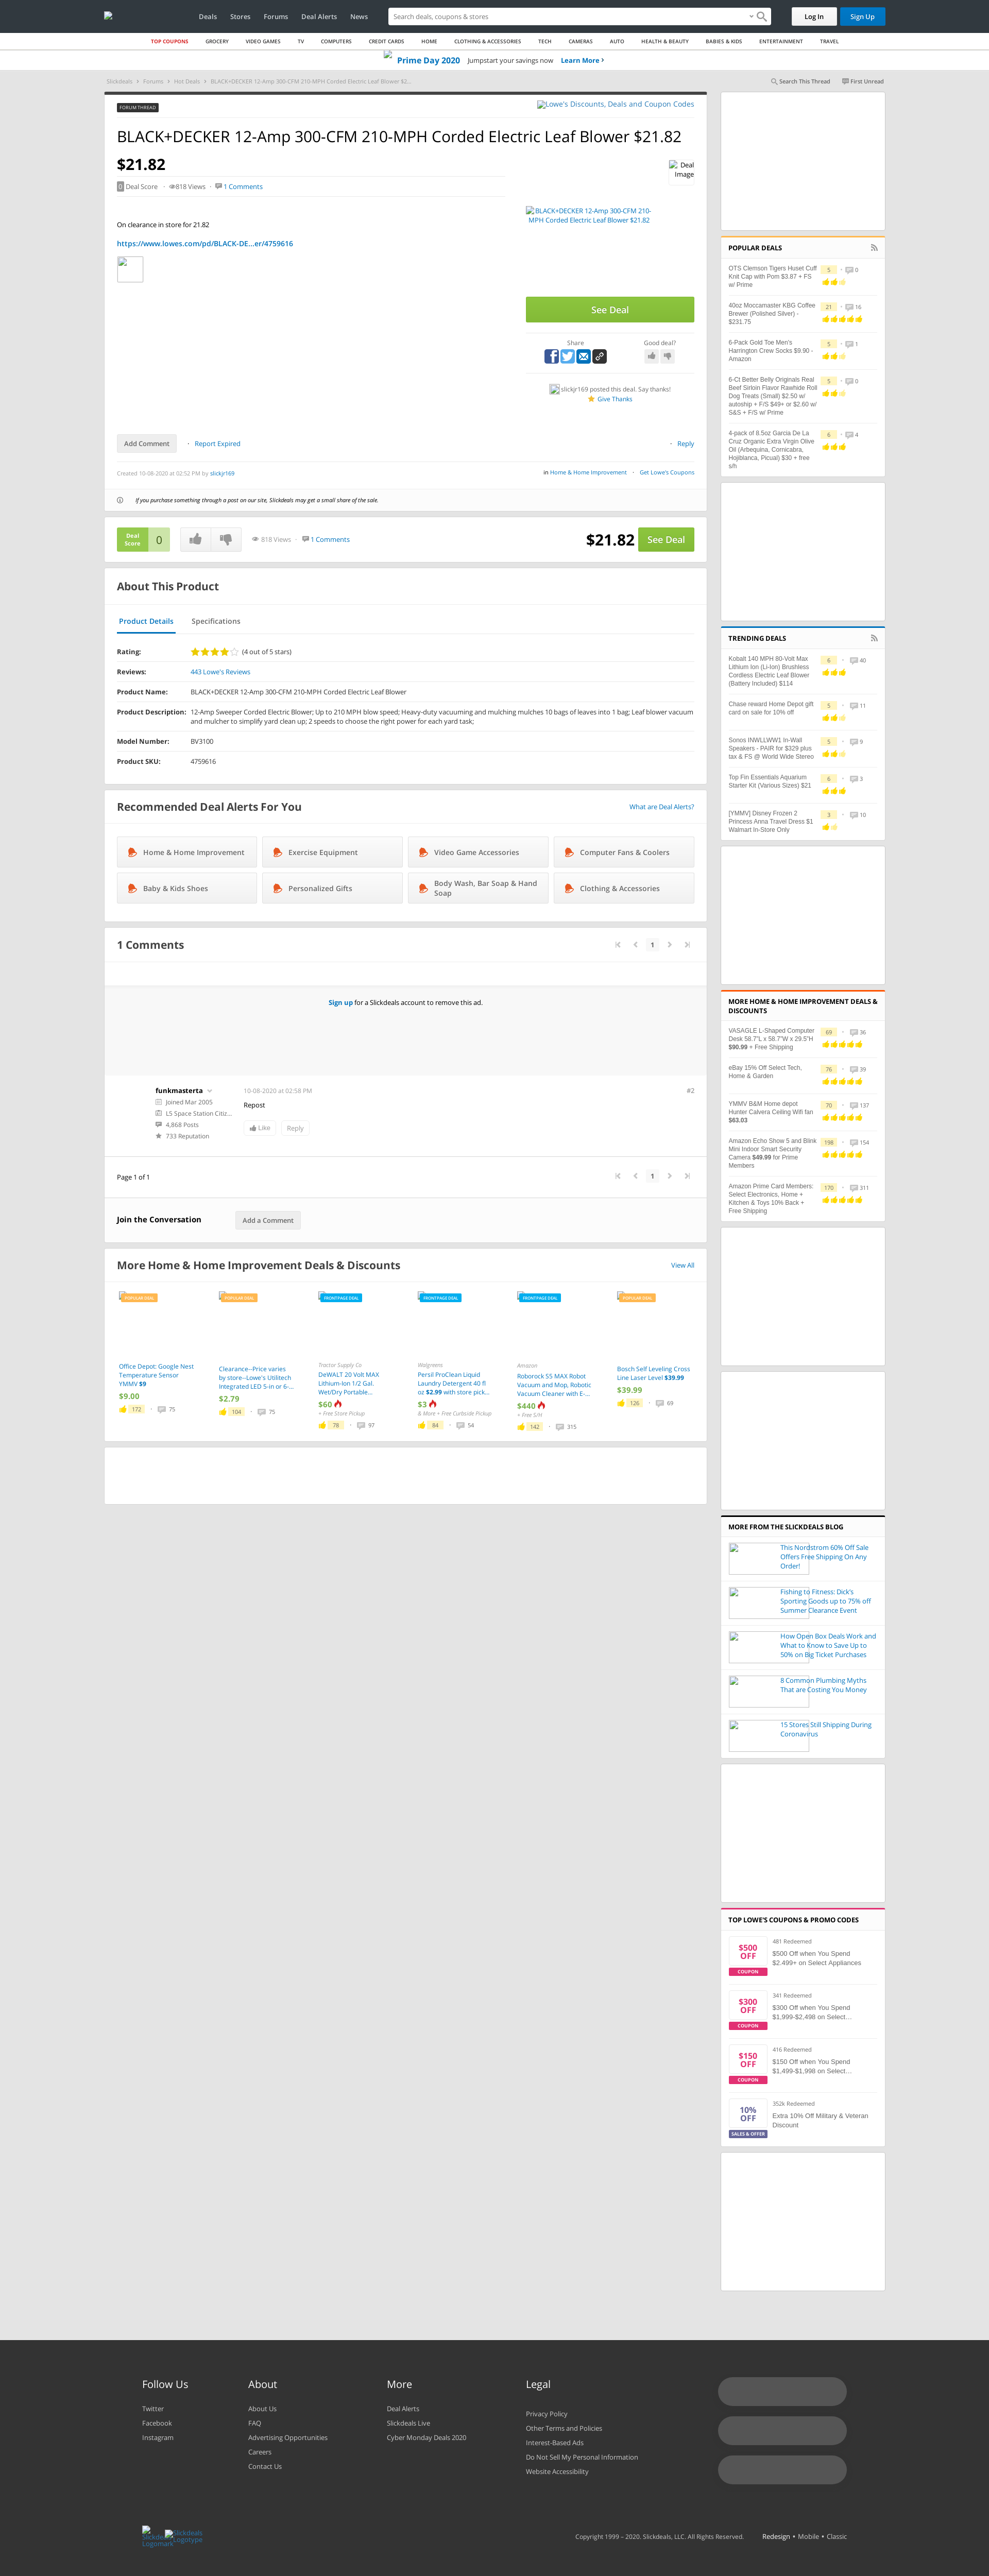 Deals Stores Forums Deal Alerts News
Search deals, coupons & stores
Log In
Sign Up
TOP COUPONS GROCERY VIDEO GAMES TV COMPUTERS CREDIT CARDS HOME CLOTHING & ACCESSORIES TECH CAMERAS AUTO HEALTH & BEAUTY BABIES & KIDS ENTERTAINMENT TRAVEL
Prime Day 2020 Jumpstart your savings now Learn More
Slickdeals Forums Hot Deals BLACK+DECKER 12-Amp 300-CFM 210-MPH Corded Electric Leaf Blower $2...
Search This Thread First Unread
FORUM THREAD
Lowe's Discounts, Deals and Coupon Codes
BLACK+DECKER 12-Amp 300-CFM 210-MPH Corded Electric Leaf Blower $21.82
$21.82
Deal Image
0 Deal Score 818 Views 1 Comments
On clearance in store for 21.82
https://www.lowes.com/pd/BLACK-DE...er/4759616
BLACK+DECKER 12-Amp 300-CFM 210-
MPH Corded Electric Leaf Blower $21.82
See Deal
Share
Good deal?
slickjr169 posted this deal. Say thanks!
Give Thanks
Add Comment
Report Expired
Reply
Created 10-08-2020 at 02:52 PM by slickjr169
in Home & Home Improvement Get Lowe's Coupons
If you purchase something through a post on our site, Slickdeals may get a small share of the sale.
Deal
Score
0
818 Views 1 Comments
$21.82
See Deal
About This Product
Product Details Specifications
Rating: (4 out of 5 stars)
Reviews: 443 Lowe's Reviews
Product Name: BLACK+DECKER 12-Amp 300-CFM 210-MPH Corded Electric Leaf Blower
Product Description: 12-Amp Sweeper Corded Electric Blower; Up to 210 MPH blow speed; Heavy-duty vacuuming and mulching mulches 10 bags of leaves into 1 bag; Leaf blower vacuum
and mulcher to simplify yard clean up; 2 speeds to choose the right power for each yard task;
Model Number: BV3100
Product SKU: 4759616
Recommended Deal Alerts For You
What are Deal Alerts?
Home & Home Improvement
Exercise Equipment
Video Game Accessories
Computer Fans & Coolers
Baby & Kids Shoes
Personalized Gifts
Body Wash, Bar Soap & Hand
Soap
Clothing & Accessories
1 Comments
1
Sign up for a Slickdeals account to remove this ad.
funkmasterta
Joined Mar 2005
L5 Space Station Citiz...
4,868 Posts
733 Reputation
10-08-2020 at 02:58 PM
#2
Repost
Like
Reply
Page 1 of 1
1
Join the Conversation
Add a Comment
More Home & Home Improvement Deals & Discounts
View All
POPULAR DEAL
Office Depot: Google Nest
Temperature Sensor
YMMV $9
$9.00
172 75
POPULAR DEAL
Clearance--Price varies
by store--Lowe's Utilitech
Integrated LED 5-in or 6-...
$2.79
104 75
FRONTPAGE DEAL
Tractor Supply Co
DeWALT 20 Volt MAX
Lithium-Ion 1/2 Gal.
Wet/Dry Portable...
$60
+ Free Store Pickup
78 97
FRONTPAGE DEAL
Walgreens
Persil ProClean Liquid
Laundry Detergent 40 fl
oz $2.99 with store pick...
$3
& More + Free Curbside Pickup
84 54
FRONTPAGE DEAL
Amazon
Roborock S5 MAX Robot
Vacuum and Mop, Robotic
Vacuum Cleaner with E-...
$440
+ Free S/H
142 315
POPULAR DEAL
Bosch Self Leveling Cross
Line Laser Level $39.99
$39.99
126 69
POPULAR DEALS
OTS Clemson Tigers Huset Cuff
Knit Cap with Pom $3.87 + FS
w/ Prime
5 0
40oz Moccamaster KBG Coffee
Brewer (Polished Silver) -
$231.75
21 16
6-Pack Gold Toe Men's
Harrington Crew Socks $9.90 -
Amazon
5 1
6-Ct Better Belly Originals Real
Beef Sirloin Flavor Rawhide Roll
Dog Treats (Small) $2.50 w/
autoship + F/S $49+ or $2.60 w/
S&S + F/S w/ Prime
5 0
4-pack of 8.5oz Garcia De La
Cruz Organic Extra Virgin Olive
Oil (Arbequina, Cornicabra,
Hojiblanca, Picual) $30 + free
s/h
6 4
TRENDING DEALS
Kobalt 140 MPH 80-Volt Max
Lithium Ion (Li-Ion) Brushless
Cordless Electric Leaf Blower
(Battery Included) $114
6 40
Chase reward Home Depot gift
card on sale for 10% off
5 11
Sonos INWLLWW1 In-Wall
Speakers - PAIR for $329 plus
tax & FS @ World Wide Stereo
5 9
Top Fin Essentials Aquarium
Starter Kit (Various Sizes) $21
6 3
[YMMV] Disney Frozen 2
Princess Anna Travel Dress $1
Walmart In-Store Only
3 10
MORE HOME & HOME IMPROVEMENT DEALS &
DISCOUNTS
VASAGLE L-Shaped Computer
Desk 58.7"L x 58.7"W x 29.5"H
$90.99 + Free Shipping
69 36
eBay 15% Off Select Tech,
Home & Garden
76 39
YMMV B&M Home depot
Hunter Calvera Ceiling Wifi fan
$63.03
70 137
Amazon Echo Show 5 and Blink
Mini Indoor Smart Security
Camera $49.99 for Prime
Members
198 154
Amazon Prime Card Members:
Select Electronics, Home +
Kitchen & Toys 10% Back +
Free Shipping
170 311
MORE FROM THE SLICKDEALS BLOG
This Nordstrom 60% Off Sale
Offers Free Shipping On Any
Order!
Fishing to Fitness: Dick's
Sporting Goods up to 75% off
Summer Clearance Event
How Open Box Deals Work and
What to Know to Save Up to
50% on Big Ticket Purchases
8 Common Plumbing Myths
That are Costing You Money
15 Stores Still Shipping During
Coronavirus
TOP LOWE'S COUPONS & PROMO CODES
$500
OFF
COUPON
481 Redeemed
$500 Off when You Spend
$2.499+ on Select Appliances
$300
OFF
COUPON
341 Redeemed
$300 Off when You Spend
$1,999-$2,498 on Select...
$150
OFF
COUPON
416 Redeemed
$150 Off when You Spend
$1,499-$1,998 on Select...
10%
OFF
SALES & OFFER
352k Redeemed
Extra 10% Off Military & Veteran
Discount
Follow Us
Twitter
Facebook
Instagram
About
About Us
FAQ
Advertising Opportunities
Careers
Contact Us
More
Deal Alerts
Slickdeals Live
Cyber Monday Deals 2020
Legal
Privacy Policy
Other Terms and Policies
Interest-Based Ads
Do Not Sell My Personal Information
Website Accessibility
Slickdeals
Logomark
Slickdeals
Logotype
Copyright 1999 – 2020. Slickdeals, LLC. All Rights Reserved.
Redesign • Mobile • Classic